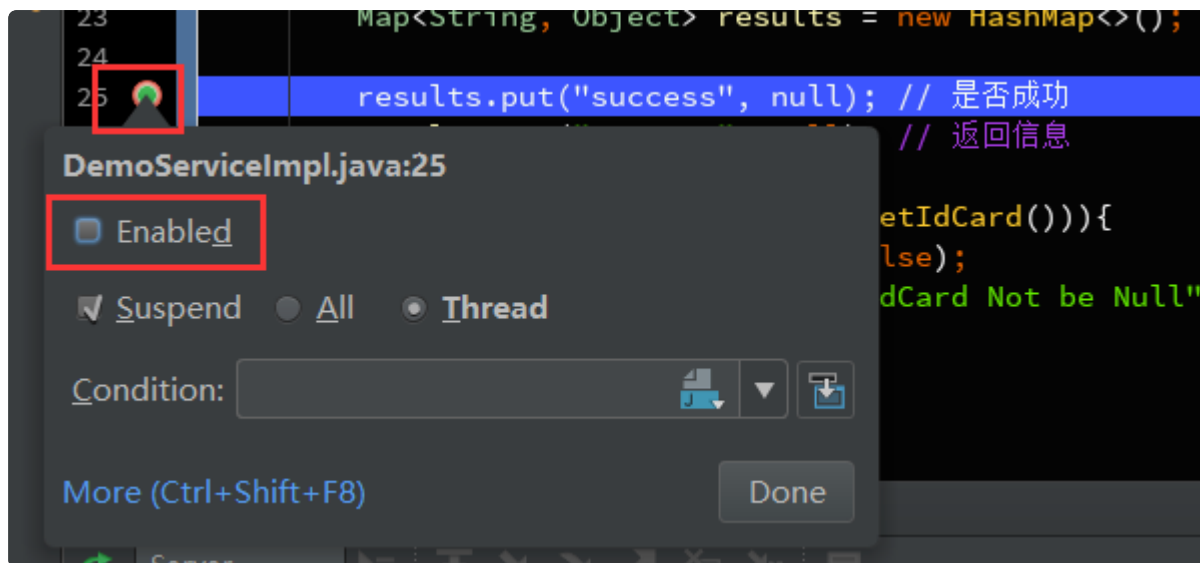 23 Map<String, Object> results = new HashMap<>();
24
25 results.put("success", null); // 是否成功
// 返回信息
DemoServiceImpl.java:25
Enabled
etIdCard())){
lse);
Suspend All Thread
dCard Not be Null"
Condition:
More (Ctrl+Shift+F8)
Done
Server